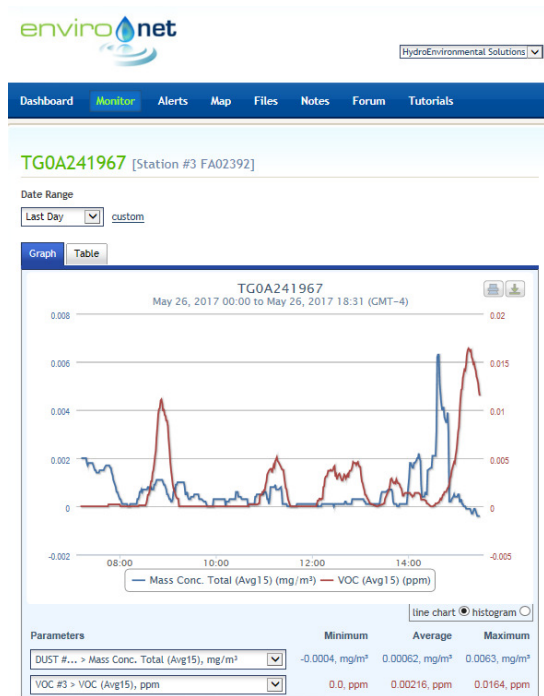 enviro net
HydroEnvironmental Solutions
Dashboard Monitor Alerts Map Files Notes Forum Tutorials
TG0A241967 [Station #3 FA02392]
Date Range
Last Day custom
Graph Table
TG0A241967
May 26, 2017 00:00 to May 26, 2017 18:31 (GMT-4)
0.008 0.02
0.006 0.015
0.004 0.01
0.002 0.005
0 0
-0.002 -0.005
08:00 10:00 12:00 14:00
Mass Conc. Total (Avg15) (mg/m³) VOC (Avg15) (ppm)
line chart histogram
Parameters Minimum Average Maximum
DUST #... > Mass Conc. Total (Avg15), mg/m³ -0.0004, mg/m³ 0.00062, mg/m³ 0.0063, mg/m³
VOC #3 > VOC (Avg15), ppm 0.0, ppm 0.00216, ppm 0.0164, ppm